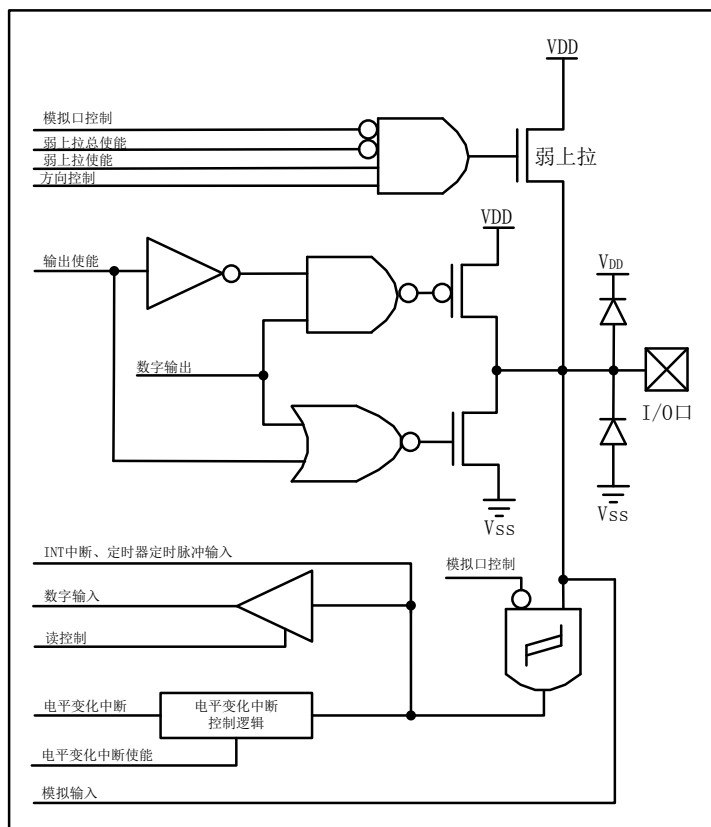 VDD
模拟口控制
弱上拉总使能
弱上拉使能
方向控制
弱上拉
VDD
输出使能
VDD
数字输出
I/O口
VSS
VSS
INT中断、定时器定时脉冲输入
模拟口控制
数字输入
读控制
电平变化中断
电平变化中断
控制逻辑
电平变化中断使能
模拟输入